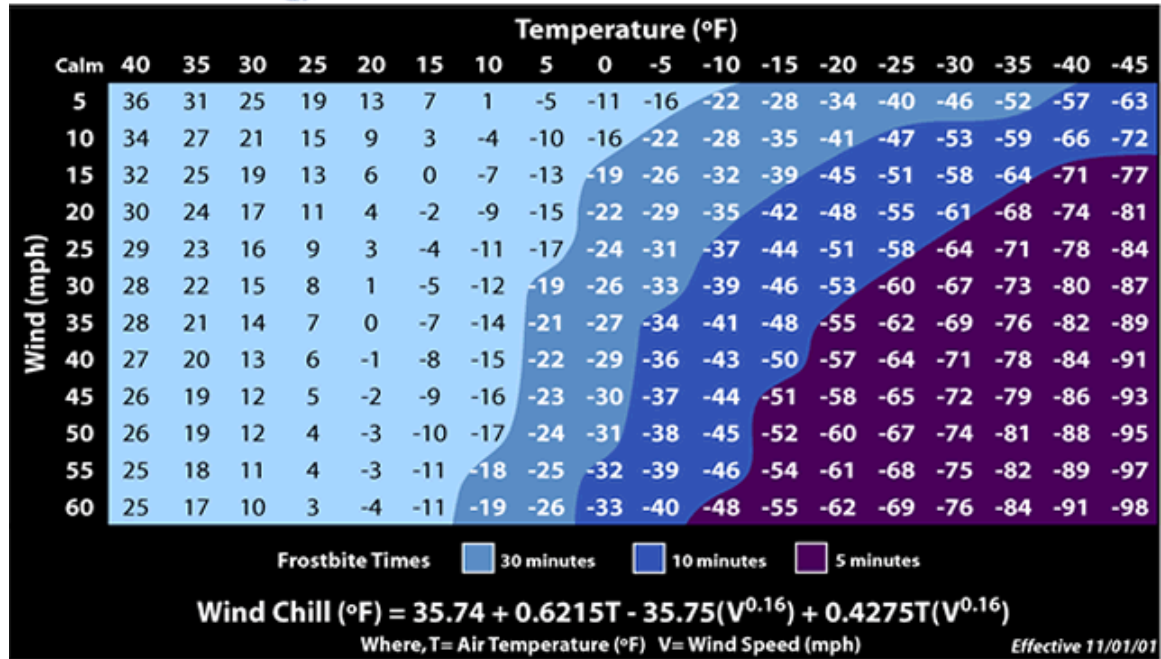 Temperature (ºF)
Calm 40 35 30 25 20 15 10 5 0 -5 -10 -15 -20 -25 -30 -35 -40 -45
5 36 31 25 19 13 7 1 -5 -11 -16 -22 -28 -34 -40 -46 -52 -57 -63
10 34 27 21 15 9 3 -4 -10 -16 -22 -28 -35 -41 -47 -53 -59 -66 -72
15 32 25 19 13 6 0 -7 -13 -19 -26 -32 -39 -45 -51 -58 -64 -71 -77
20 30 24 17 11 4 -2 -9 -15 -22 -29 -35 -42 -48 -55 -61 -68 -74 -81
25 29 23 16 9 3 -4 -11 -17 -24 -31 -37 -44 -51 -58 -64 -71 -78 -84
30 28 22 15 8 1 -5 -12 -19 -26 -33 -39 -46 -53 -60 -67 -73 -80 -87
35 28 21 14 7 0 -7 -14 -21 -27 -34 -41 -48 -55 -62 -69 -76 -82 -89
40 27 20 13 6 -1 -8 -15 -22 -29 -36 -43 -50 -57 -64 -71 -78 -84 -91
45 26 19 12 5 -2 -9 -16 -23 -30 -37 -44 -51 -58 -65 -72 -79 -86 -93
50 26 19 12 4 -3 -10 -17 -24 -31 -38 -45 -52 -60 -67 -74 -81 -88 -95
55 25 18 11 4 -3 -11 -18 -25 -32 -39 -46 -54 -61 -68 -75 -82 -89 -97
60 25 17 10 3 -4 -11 -19 -26 -33 -40 -48 -55 -62 -69 -76 -84 -91 -98
Wind (mph)
Frostbite Times 30 minutes 10 minutes 5 minutes
Wind Chill (ºF) = 35.74 + 0.6215T - 35.75(V^0.16) + 0.4275T(V^0.16)
Where, T= Air Temperature (ºF) V= Wind Speed (mph) Effective 11/01/01